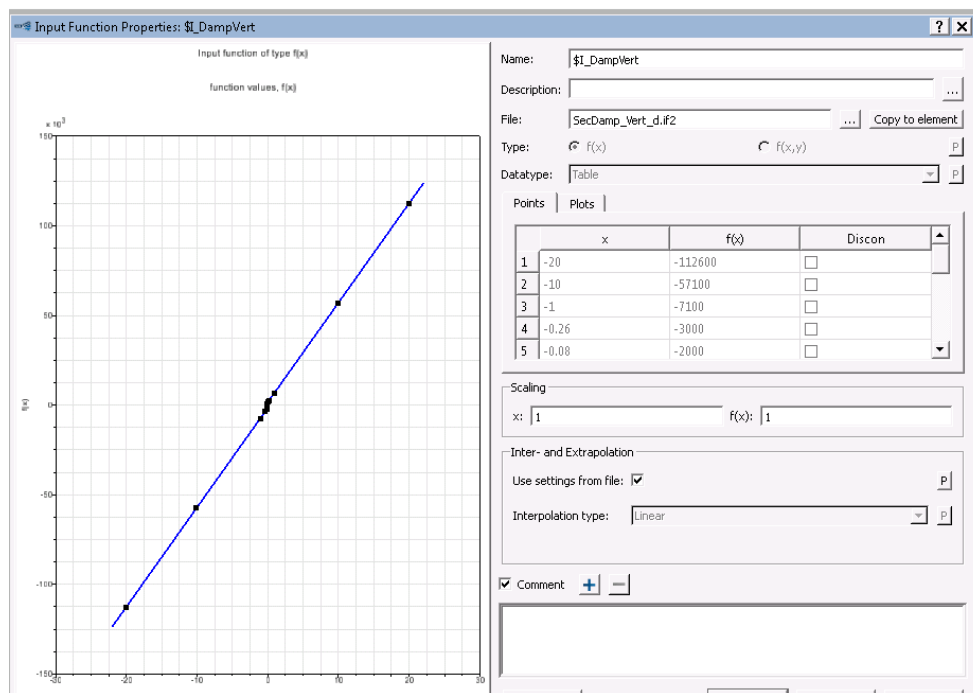 Input Function Properties: $I_DampVert
? X
Input function of type f(x)
function values, f(x)
x 10³
150
100
50
0
-50
-100
-150
-30
-20
-10
0
10
20
30
f(x)
Name: $I_DampVert
Description: ...
File: SecDamp_Vert_d.if2 ... Copy to element
Type: f(x) f(x,y) P
Datatype: Table P
Points Plots
x f(x) Discon
1 -20 -112600
2 -10 -57100
3 -1 -7100
4 -0.26 -3000
5 -0.08 -2000
Scaling
x: 1 f(x): 1
Inter- and Extrapolation
Use settings from file: P
Interpolation type: Linear P
Comment + −